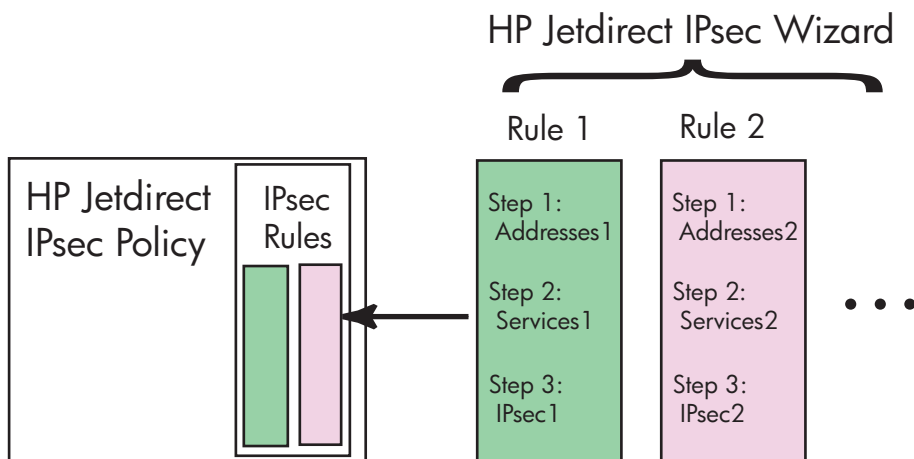 HP Jetdirect IPsec Wizard
Rule 1
Rule 2
HP Jetdirect
IPsec Policy
IPsec
Rules
Step 1:
Addresses1
Step 2:
Services1
Step 3:
IPsec1
Step 1:
Addresses2
Step 2:
Services2
Step 3:
IPsec2
• • •